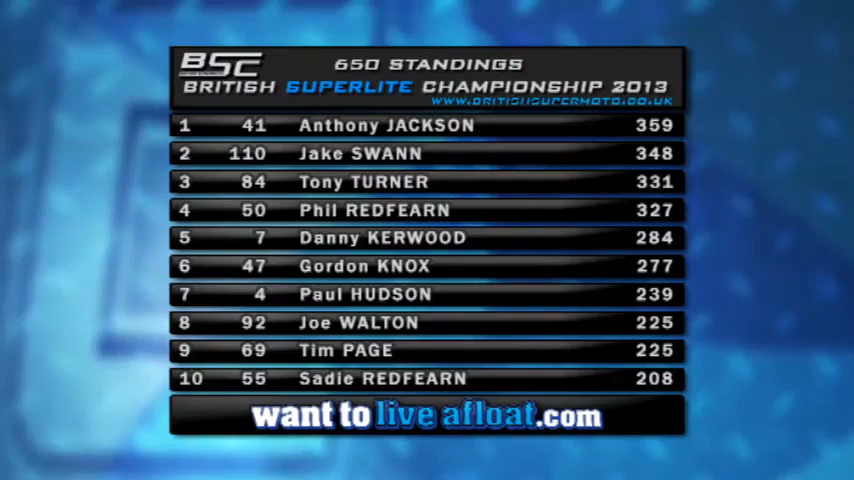 BSC
650 STANDINGS
BRITISH SUPERLITE CHAMPIONSHIP 2013
WWW.BRITISHSUPERMOTO.CO.UK
1 41 Anthony JACKSON 359
2 110 Jake SWANN 348
3 84 Tony TURNER 331
4 50 Phil REDFEARN 327
5 7 Danny KERWOOD 284
6 47 Gordon KNOX 277
7 4 Paul HUDSON 239
8 92 Joe WALTON 225
9 69 Tim PAGE 225
10 55 Sadie REDFEARN 208
want to live afloat.com